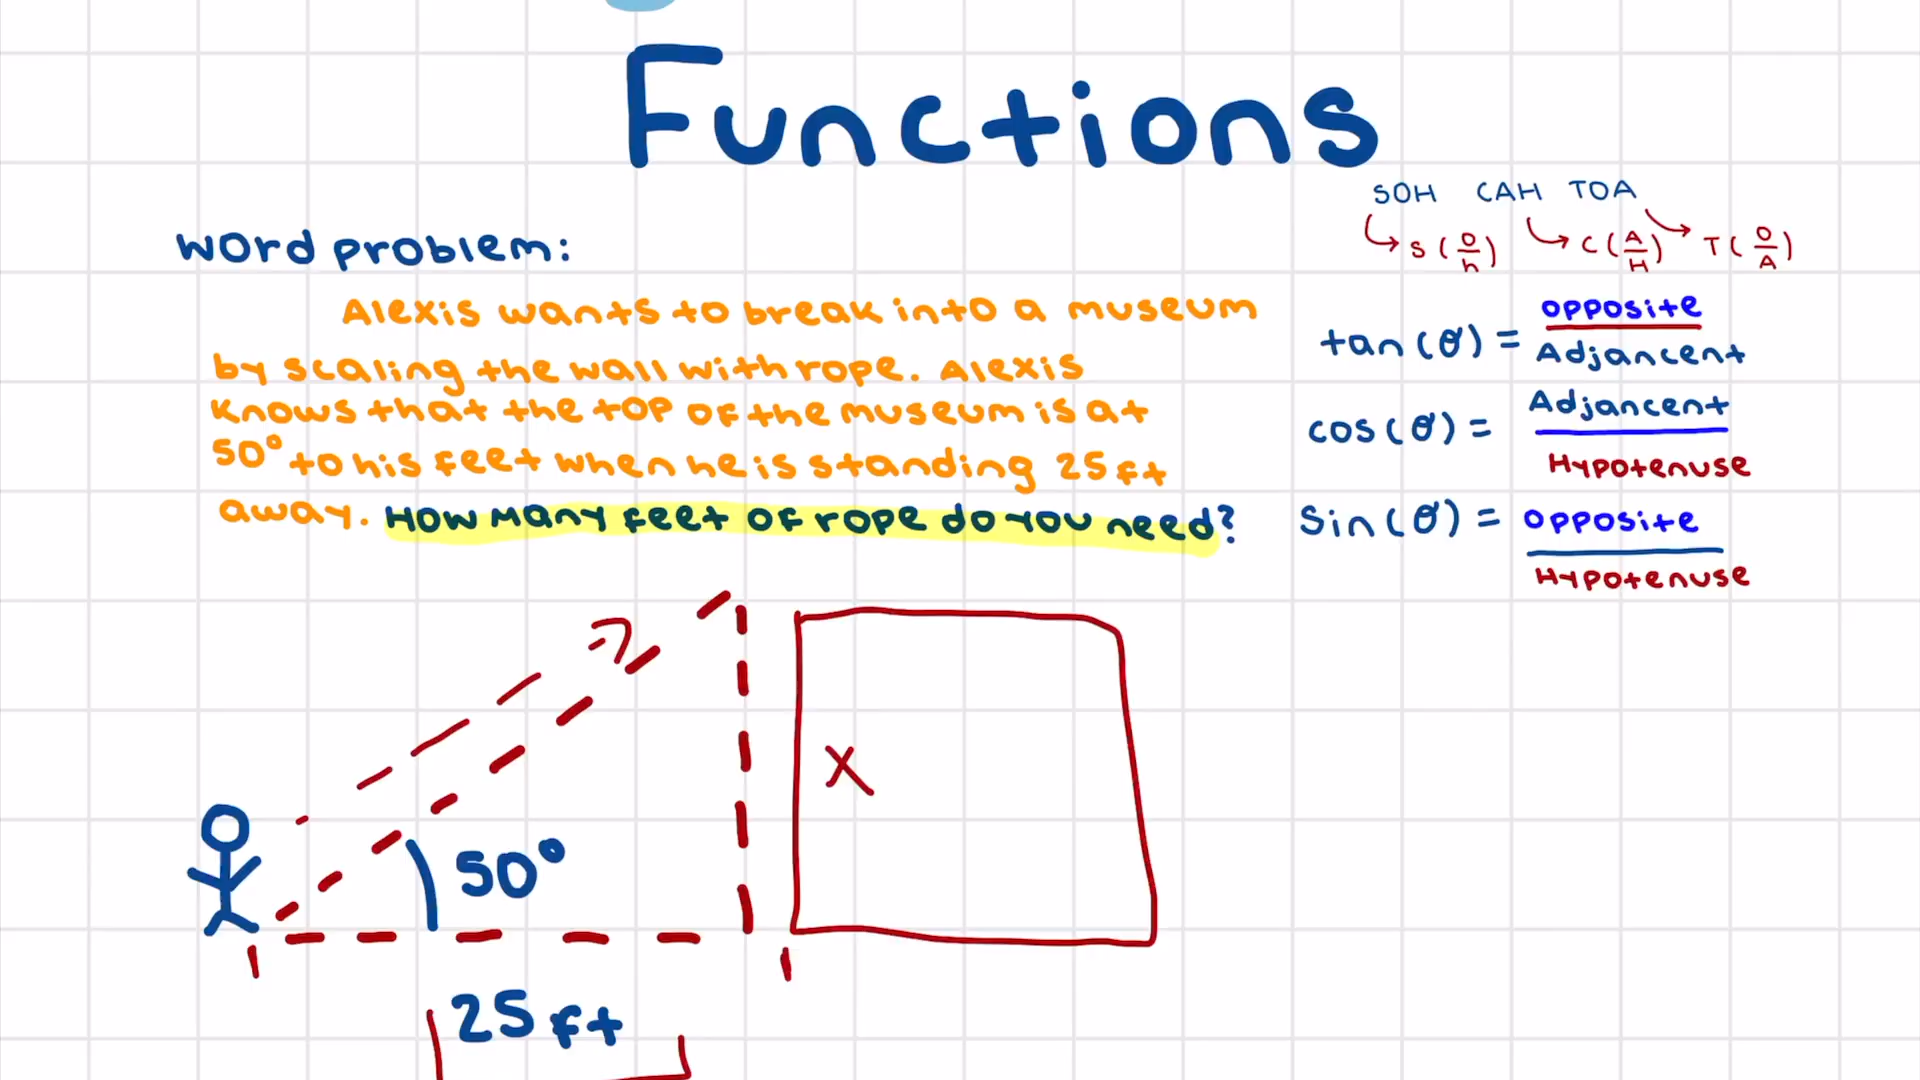 Functions
SOH CAH TOA
S(O/h) C(A/H) T(O/A)
word problem:
Alexis wants to break into a museum
by scaling the wall with rope. Alexis
knows that the top of the museum is at
50° to his feet when he is standing 25 ft
away. How many feet of rope do you need?
tan(θ) = opposite
Adjancent
cos(θ) = Adjancent
Hypotenuse
sin(θ) = opposite
Hypotenuse
?
X
50°
25 ft